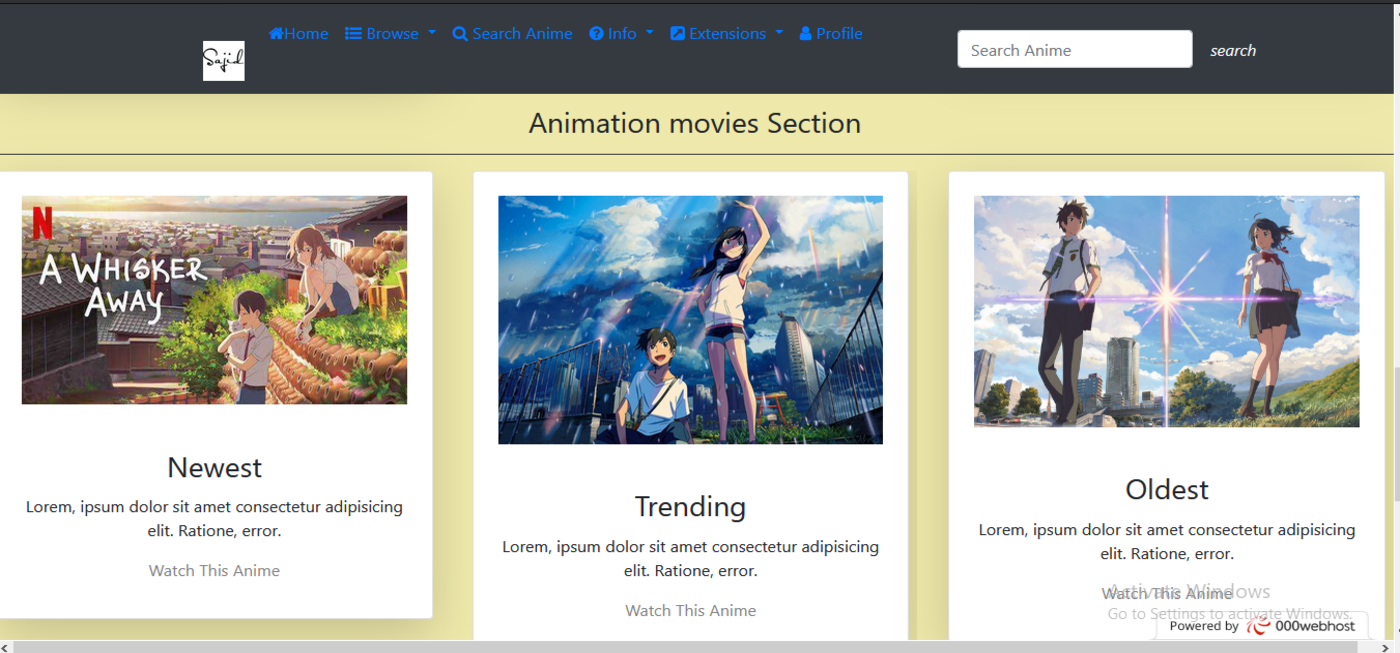 Sajid
Home Browse Search Anime Info Extensions Profile
Search Anime search
Animation movies Section
N
A WHISKER
AWAY
Newest
Lorem, ipsum dolor sit amet consectetur adipisicing
elit. Ratione, error.
Watch This Anime
Trending
Lorem, ipsum dolor sit amet consectetur adipisicing
elit. Ratione, error.
Watch This Anime
Oldest
Lorem, ipsum dolor sit amet consectetur adipisicing
elit. Ratione, error.
Watch This Anime
Activate Windows
Go to Settings to activate Windows.
Powered by 000webhost